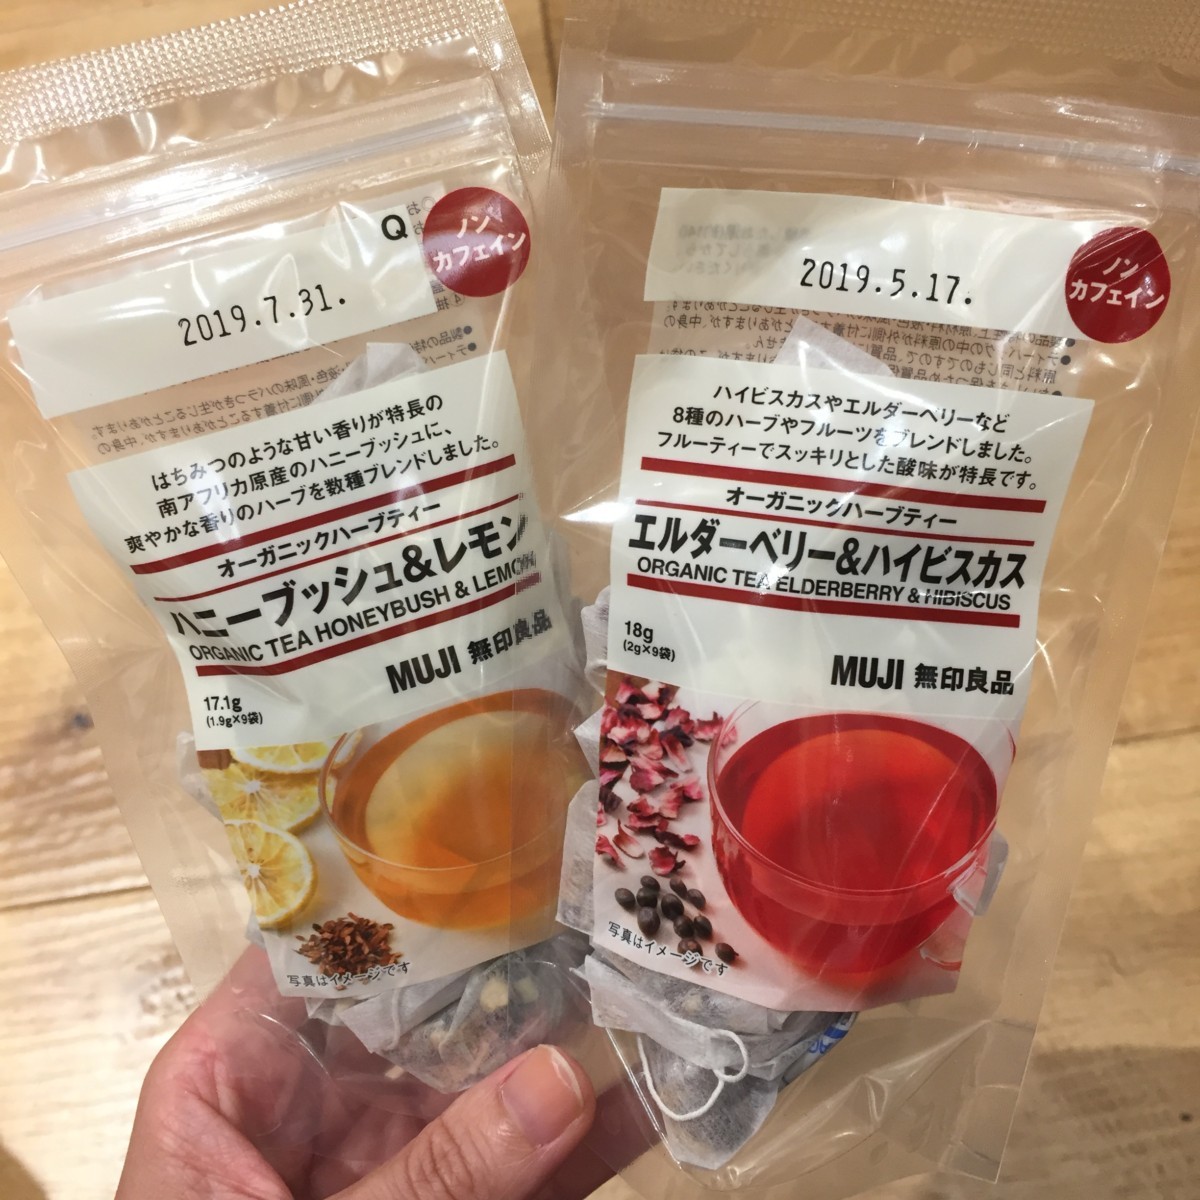 Q
ノン
カフェイン
2019.7.31.
はちみつのような甘い香りが特長の
南アフリカ原産のハニーブッシュに、
爽やかな香りのハーブを数種ブレンドしました。
オーガニックハーブティー
ハニーブッシュ&レモン
ORGANIC TEA HONEYBUSH & LEMON
MUJI 無印良品
17.1g
(1.9g×9袋)
写真はイメージです
ノン
カフェイン
2019.5.17.
ハイビスカスやエルダーベリーなど
8種のハーブやフルーツをブレンドしました。
フルーティーでスッキリとした酸味が特長です。
オーガニックハーブティー
エルダーベリー&ハイビスカス
ORGANIC TEA ELDERBERRY & HIBISCUS
18g
(2g×9袋)
MUJI 無印良品
写真はイメージです